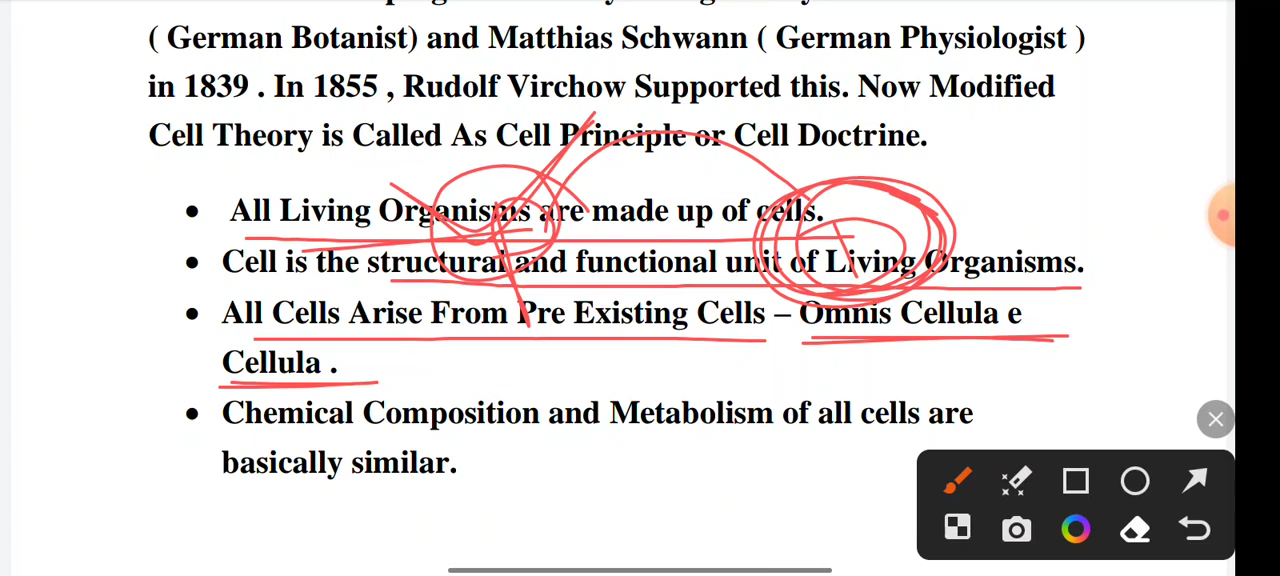 ( German Botanist) and Matthias Schwann ( German Physiologist )
in 1839 . In 1855 , Rudolf Virchow Supported this. Now Modified
Cell Theory is Called As Cell Principle or Cell Doctrine.
• All Living Organisms are made up of cells.
• Cell is the structural and functional unit of Living Organisms.
• All Cells Arise From Pre Existing Cells – Omnis Cellula e
Cellula .
• Chemical Composition and Metabolism of all cells are
basically similar.